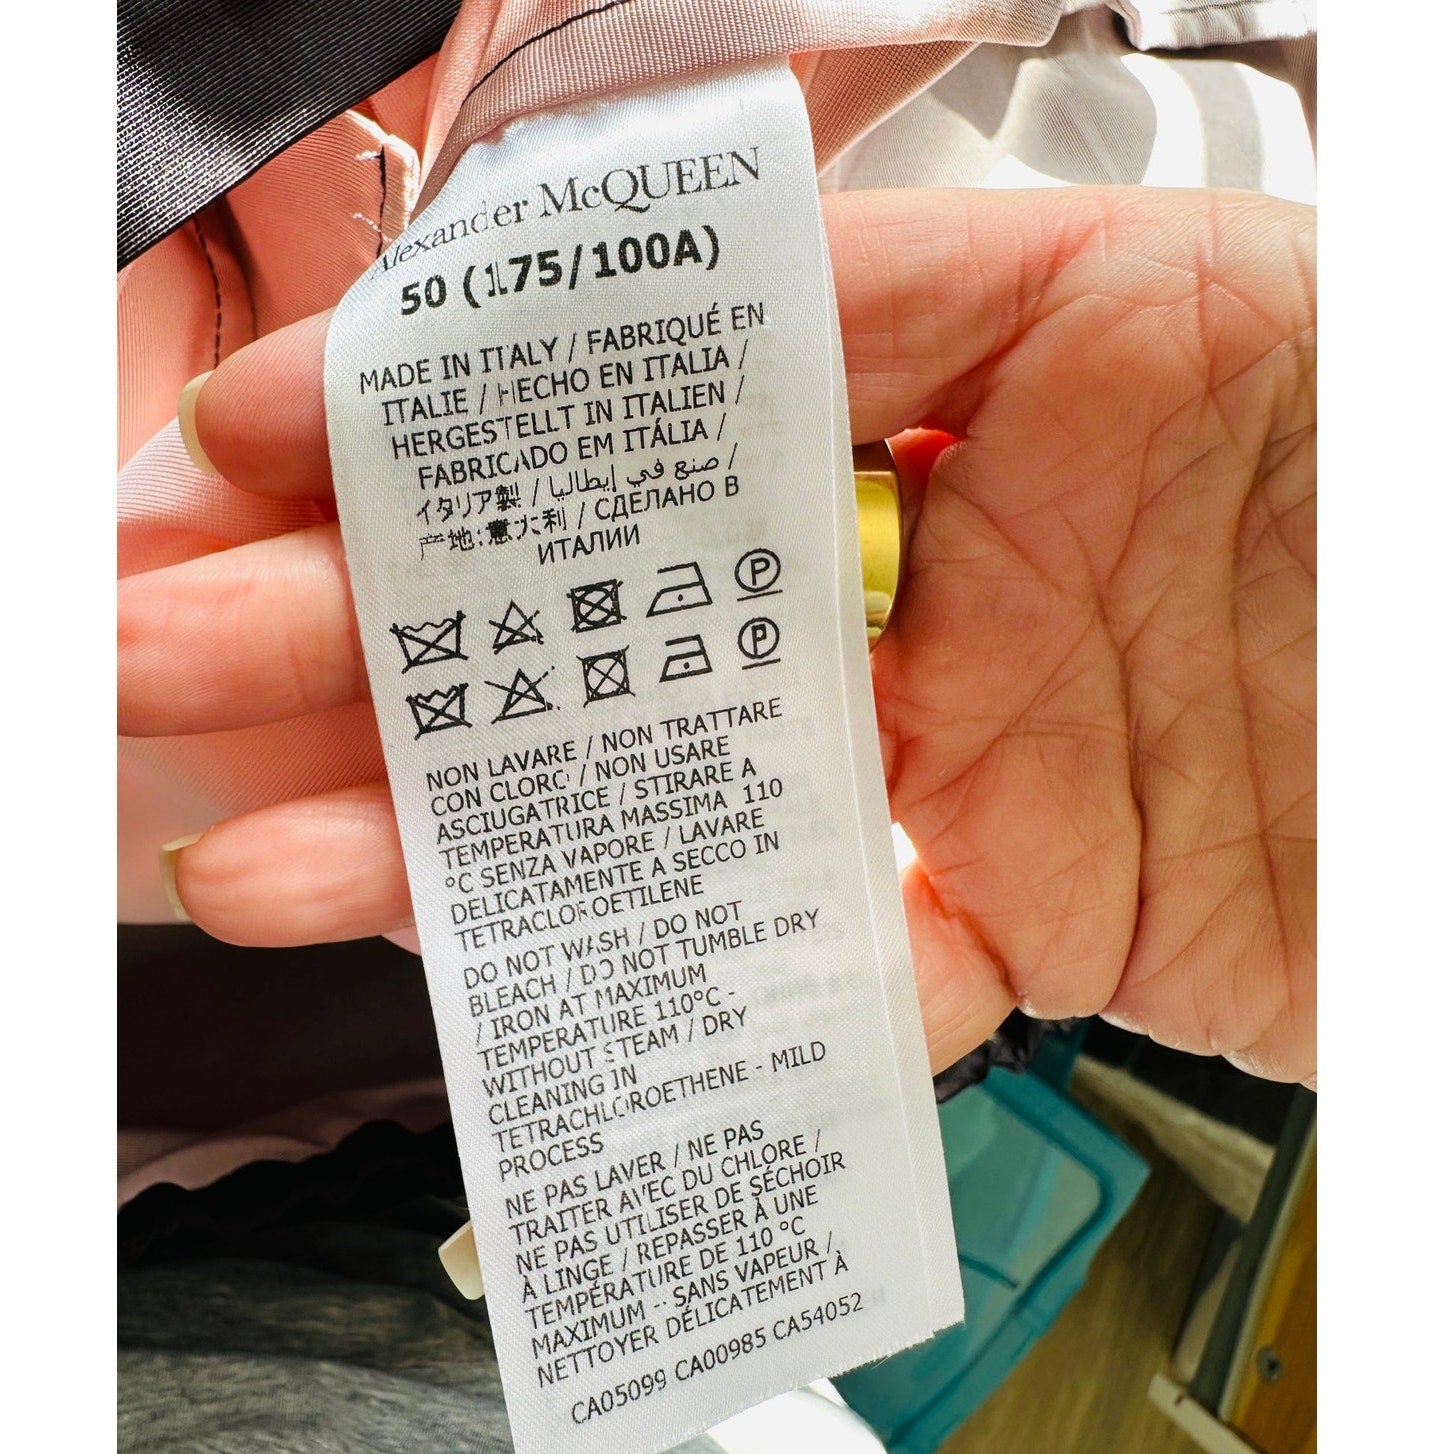 Alexander McQUEEN
50 (175/100A)
MADE IN ITALY / FABRIQUÉ EN
ITALIE / HECHO EN ITALIA /
HERGESTELLT IN ITALIEN /
FABRICADO EM ITÁLIA /
イタリア製 / صنع في إيطاليا /
产地:意大利 / СДЕЛАНО В
ИТАЛИИ
P
P
NON LAVARE / NON TRATTARE
CON CLORO / NON USARE
ASCIUGATRICE / STIRARE A
TEMPERATURA MASSIMA 110
°C SENZA VAPORE / LAVARE
DELICATAMENTE A SECCO IN
TETRACLOROETILENE
DO NOT WASH / DO NOT
BLEACH / DO NOT TUMBLE DRY
/ IRON AT MAXIMUM
TEMPERATURE 110°C -
WITHOUT STEAM / DRY
CLEANING IN
TETRACHLOROETHENE - MILD
PROCESS
NE PAS LAVER / NE PAS
TRAITER AVEC DU CHLORE /
NE PAS UTILISER DE SÉCHOIR
À LINGE / REPASSER À UNE
TEMPÉRATURE DE 110 °C
MAXIMUM - SANS VAPEUR /
NETTOYER DÉLICATEMENT À
CA05099 CA00985 CA54052